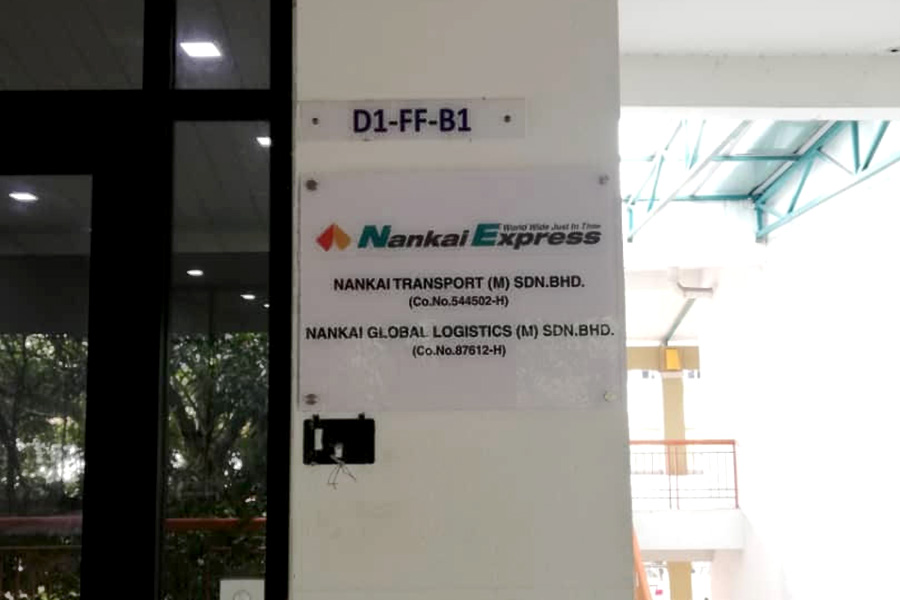 D1-FF-B1
World Wide Just In Time
Nankai Express
NANKAI TRANSPORT (M) SDN.BHD.
(Co.No.544502-H)
NANKAI GLOBAL LOGISTICS (M) SDN.BHD.
(Co.No.87612-H)